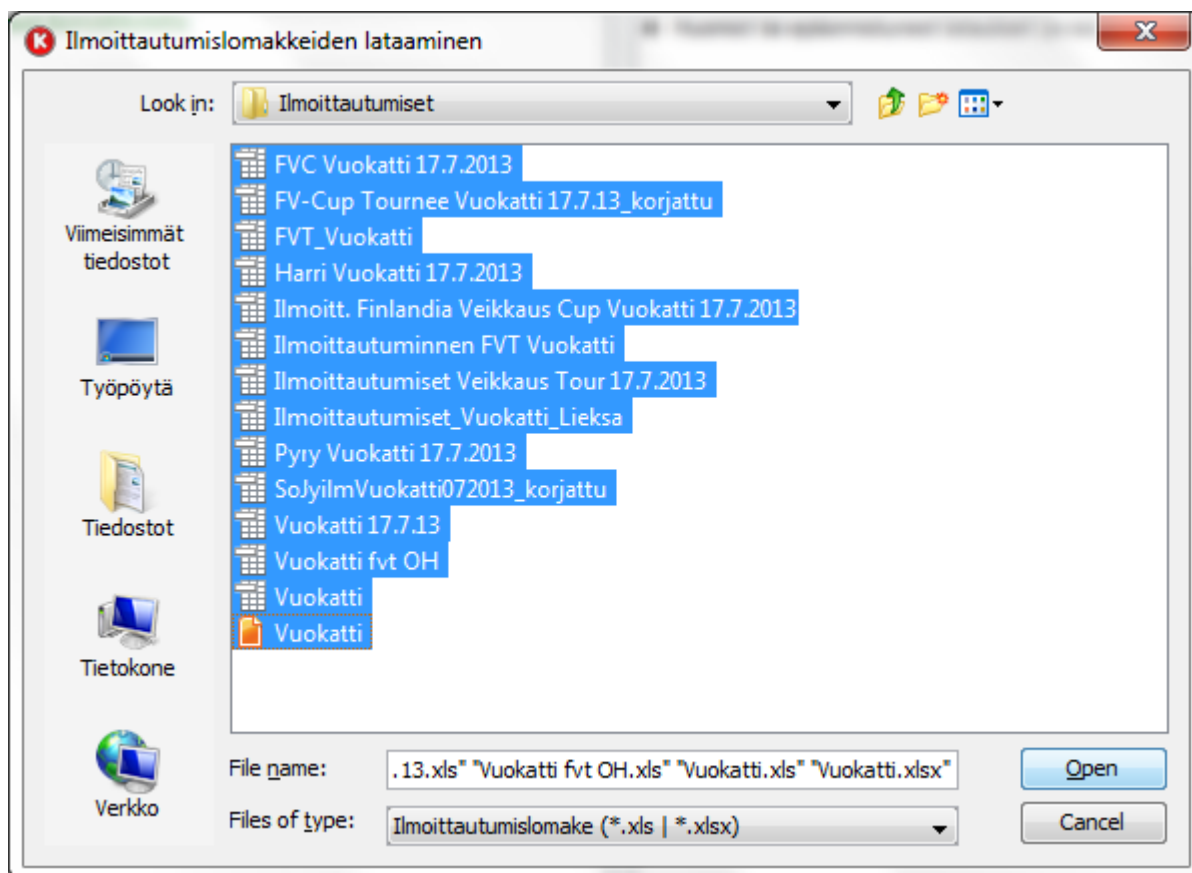 K Ilmoittautumislomakkeiden lataaminen
Look in: Ilmoittautumiset
FVC Vuokatti 17.7.2013
FV-Cup Tournee Vuokatti 17.7.13_korjattu
FVT_Vuokatti
Harri Vuokatti 17.7.2013
Ilmoitt. Finlandia Veikkaus Cup Vuokatti 17.7.2013
Ilmoittautuminnen FVT Vuokatti
Ilmoittautumiset Veikkaus Tour 17.7.2013
Ilmoittautumiset_Vuokatti_Lieksa
Pyry Vuokatti 17.7.2013
SoJyilmVuokatti072013_korjattu
Vuokatti 17.7.13
Vuokatti fvt OH
Vuokatti
Vuokatti
Viimeisimmät
tiedostot
Työpöytä
Tiedostot
Tietokone
Verkko
File name: .13.xls" "Vuokatti fvt OH.xls" "Vuokatti.xls" "Vuokatti.xlsx" Open
Files of type: Ilmoittautumislomake (*.xls | *.xlsx) Cancel